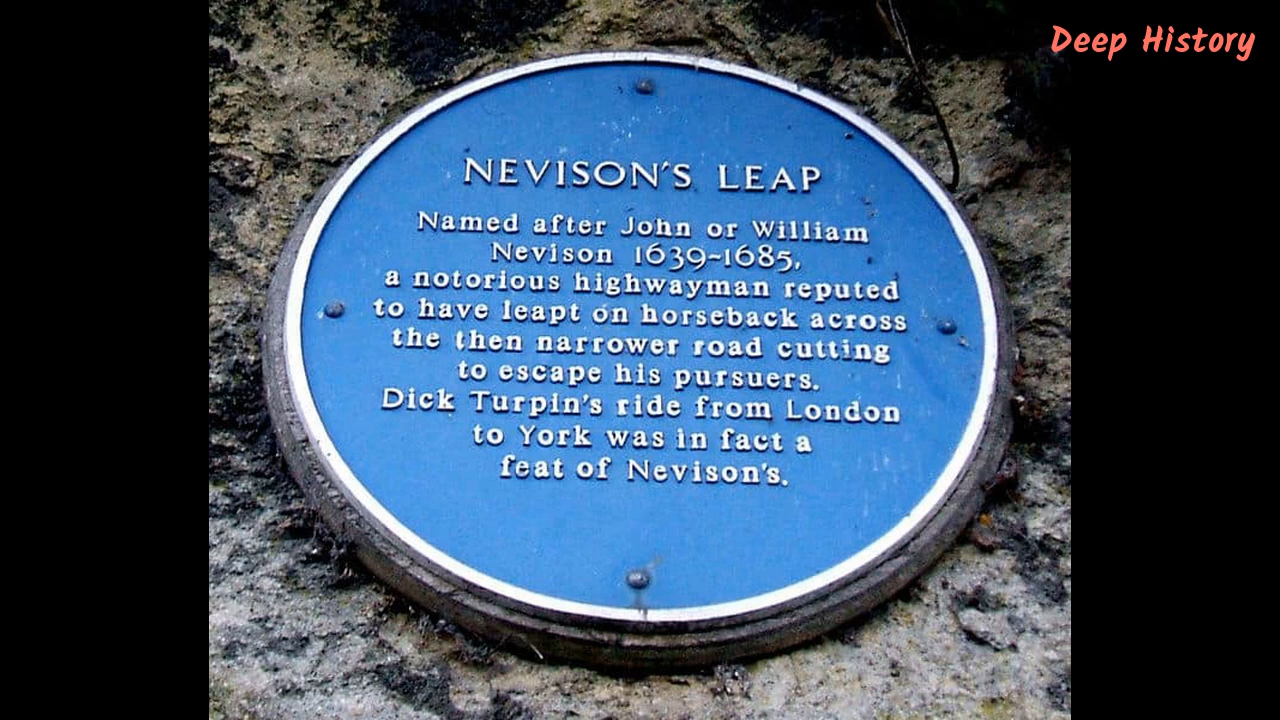 Deep History
NEVISON'S LEAP
Named after John or William
Nevison 1639-1685,
a notorious highwayman reputed
to have leapt on horseback across
the then narrower road cutting
to escape his pursuers.
Dick Turpin's ride from London
to York was in fact a
feat of Nevison's.